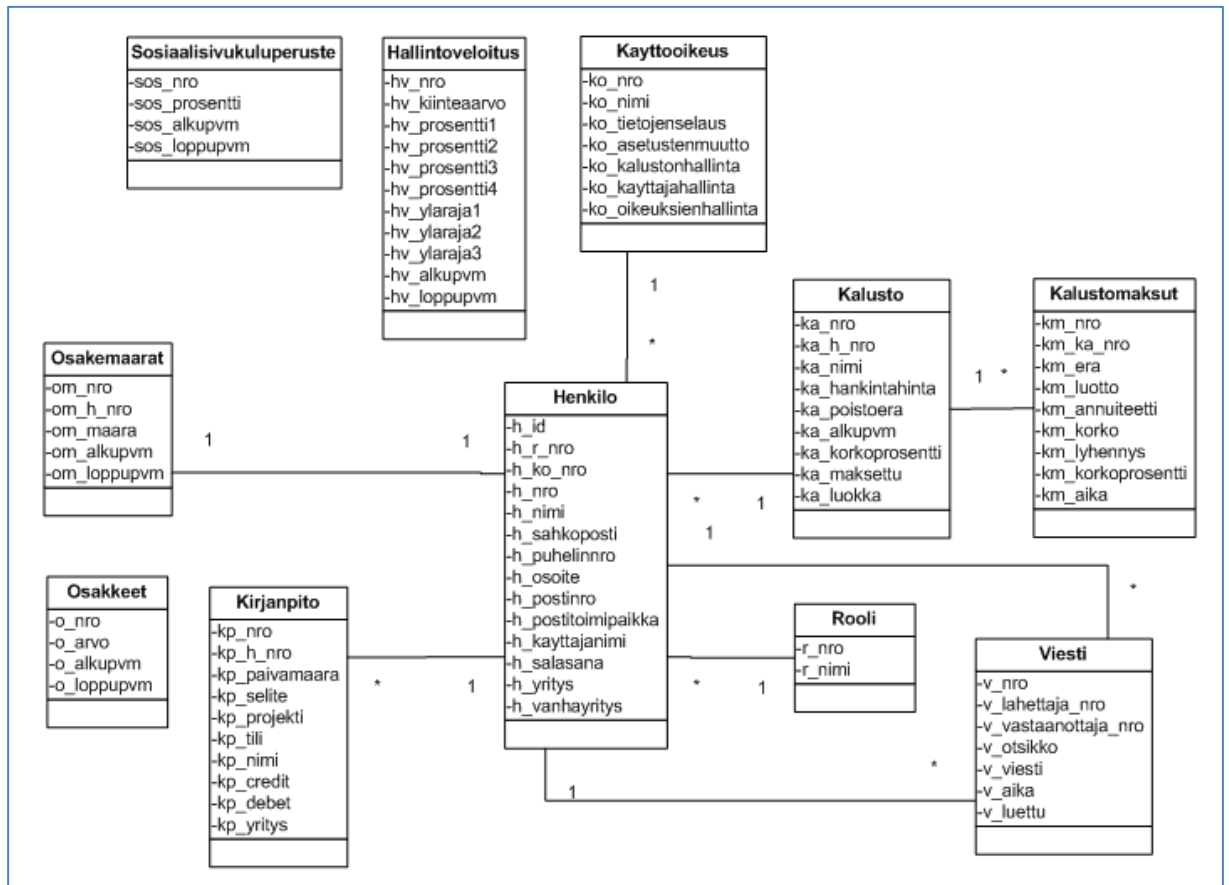 Sosiaalisivukuluperuste
-sos_nro
-sos_prosentti
-sos_alkupvm
-sos_loppupvm
Hallintoveloitus
-hv_nro
-hv_kiinteaarvo
-hv_prosentti1
-hv_prosentti2
-hv_prosentti3
-hv_prosentti4
-hv_ylaraja1
-hv_ylaraja2
-hv_ylaraja3
-hv_alkupvm
-hv_loppupvm
Kayttooikeus
-ko_nro
-ko_nimi
-ko_tietojenselaus
-ko_asetustenmuutto
-ko_kalustonhallinta
-ko_kayttajahallinta
-ko_oikeuksienhallinta
1
*
Kalusto
-ka_nro
-ka_h_nro
-ka_nimi
-ka_hankintahinta
-ka_poistoera
-ka_alkupvm
-ka_korkoprosentti
-ka_maksettu
-ka_luokka
1 *
Kalustomaksut
-km_nro
-km_ka_nro
-km_era
-km_luotto
-km_annuiteetti
-km_korko
-km_lyhennys
-km_korkoprosentti
-km_aika
Osakemaarat
-om_nro
-om_h_nro
-om_maara
-om_alkupvm
-om_loppupvm
1 1
Henkilo
-h_id
-h_r_nro
-h_ko_nro
-h_nro
-h_nimi
-h_sahkoposti
-h_puhelinnro
-h_osoite
-h_postinro
-h_postitoimipaikka
-h_kayttajanimi
-h_salasana
-h_yritys
-h_vanhayritys
* 1
1
*
Osakkeet
-o_nro
-o_arvo
-o_alkupvm
-o_loppupvm
Kirjanpito
-kp_nro
-kp_h_nro
-kp_paivamaara
-kp_selite
-kp_projekti
-kp_tili
-kp_nimi
-kp_credit
-kp_debet
-kp_yritys
* 1
Rooli
-r_nro
-r_nimi
* 1
Viesti
-v_nro
-v_lahettaja_nro
-v_vastaanottaja_nro
-v_otsikko
-v_viesti
-v_aika
-v_luettu
*
1